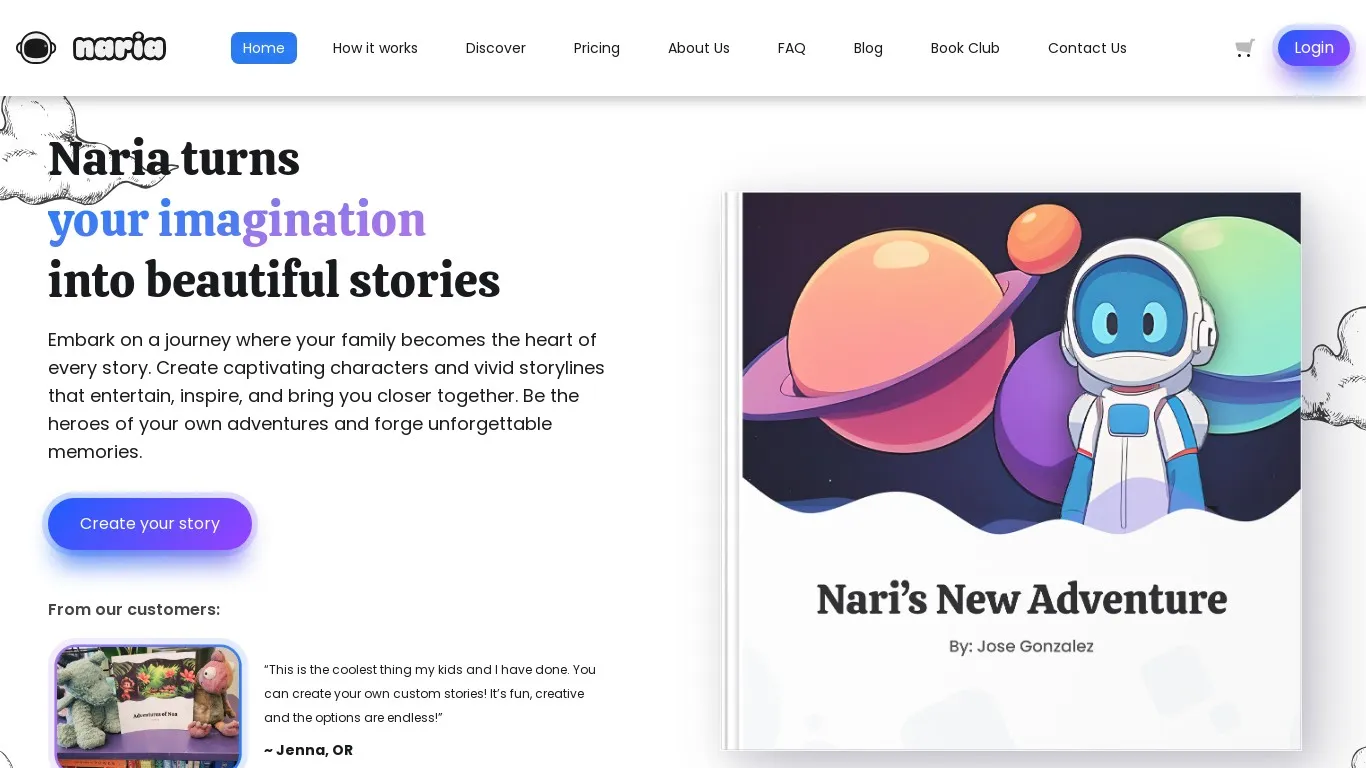 naria
Home
How it works
Discover
Pricing
About Us
FAQ
Blog
Book Club
Contact Us
Login
Naria turns
your imagination
into beautiful stories
Embark on a journey where your family becomes the heart of
every story. Create captivating characters and vivid storylines
that entertain, inspire, and bring you closer together. Be the
heroes of your own adventures and forge unforgettable
memories.
Create your story
From our customers:
Adventures of Noa
“This is the coolest thing my kids and I have done. You
can create your own custom stories! It’s fun, creative
and the options are endless!”
~ Jenna, OR
Nari’s New Adventure
By: Jose Gonzalez